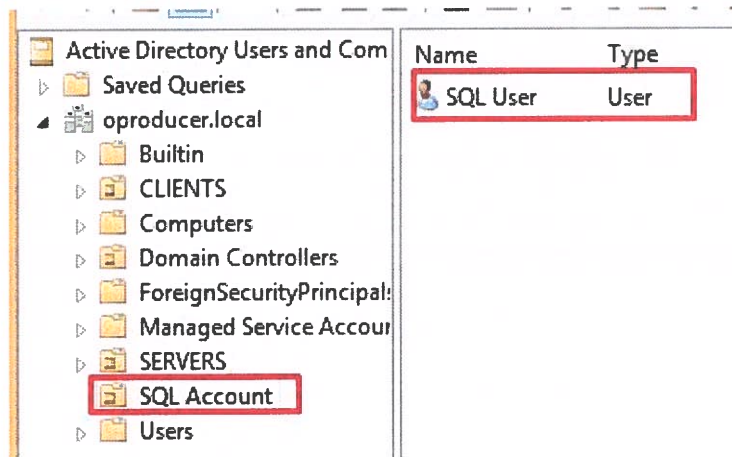 Active Directory Users and Com
Saved Queries
oproducer.local
Builtin
CLIENTS
Computers
Domain Controllers
ForeignSecurityPrincipals
Managed Service Accour
SERVERS
SQL Account
Users
Name Type
SQL User User